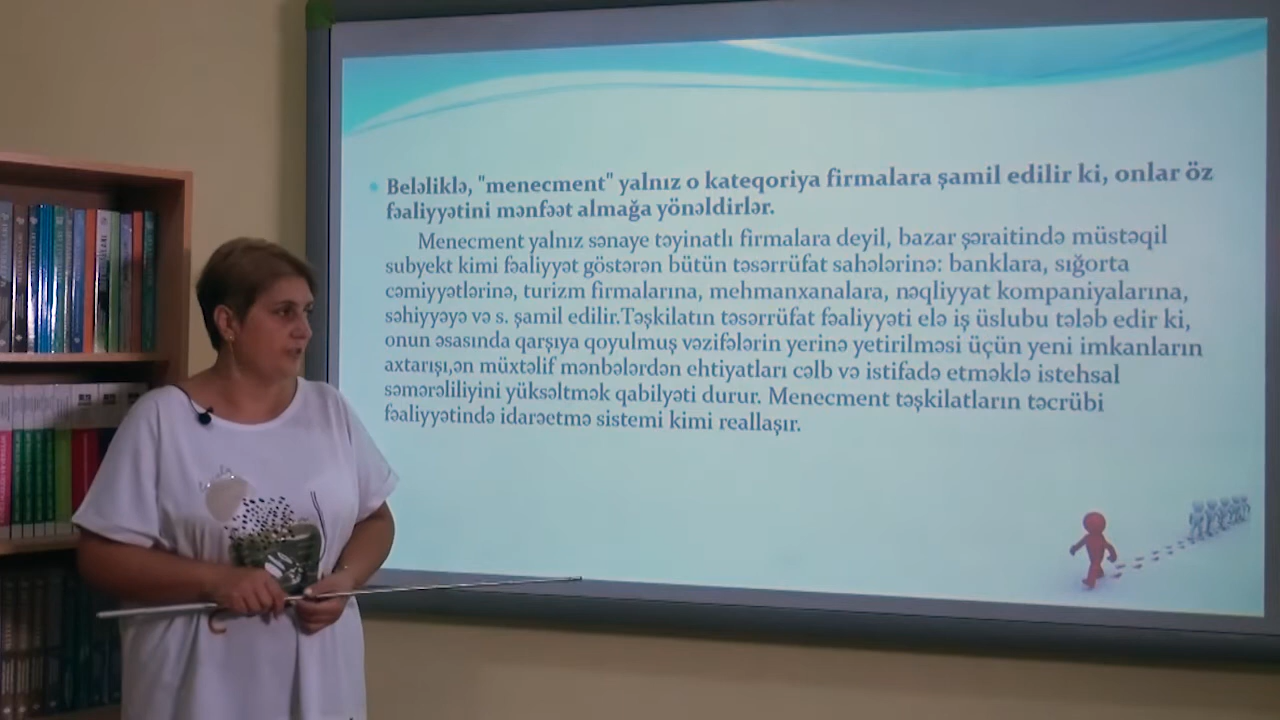 Beləliklə, "menecment" yalnız o kateqoriya firmalara şamil edilir ki, onlar öz
fəaliyyətini mənfəət almağa yönəldirlər.
Menecment yalnız sənaye təyinatlı firmalara deyil, bazar şəraitində müstəqil
subyekt kimi fəaliyyət göstərən bütün təsərrüfat sahələrinə: banklara, sığorta
cəmiyyətlərinə, turizm firmalarına, mehmanxanalara, nəqliyyat kompaniyalarına,
səhiyyəyə və s. şamil edilir.Təşkilatın təsərrüfat fəaliyyəti elə iş üslubu tələb edir ki,
onun əsasında qarşıya qoyulmuş vəzifələrin yerinə yetirilməsi üçün yeni imkanların
axtarışı,ən müxtəlif mənbələrdən ehtiyatları cəlb və istifadə etməklə istehsal
səmərəliliyini yüksəltmək qabilyəti durur. Menecment təşkilatların təcrübi
fəaliyyətində idarəetmə sistemi kimi reallaşır.